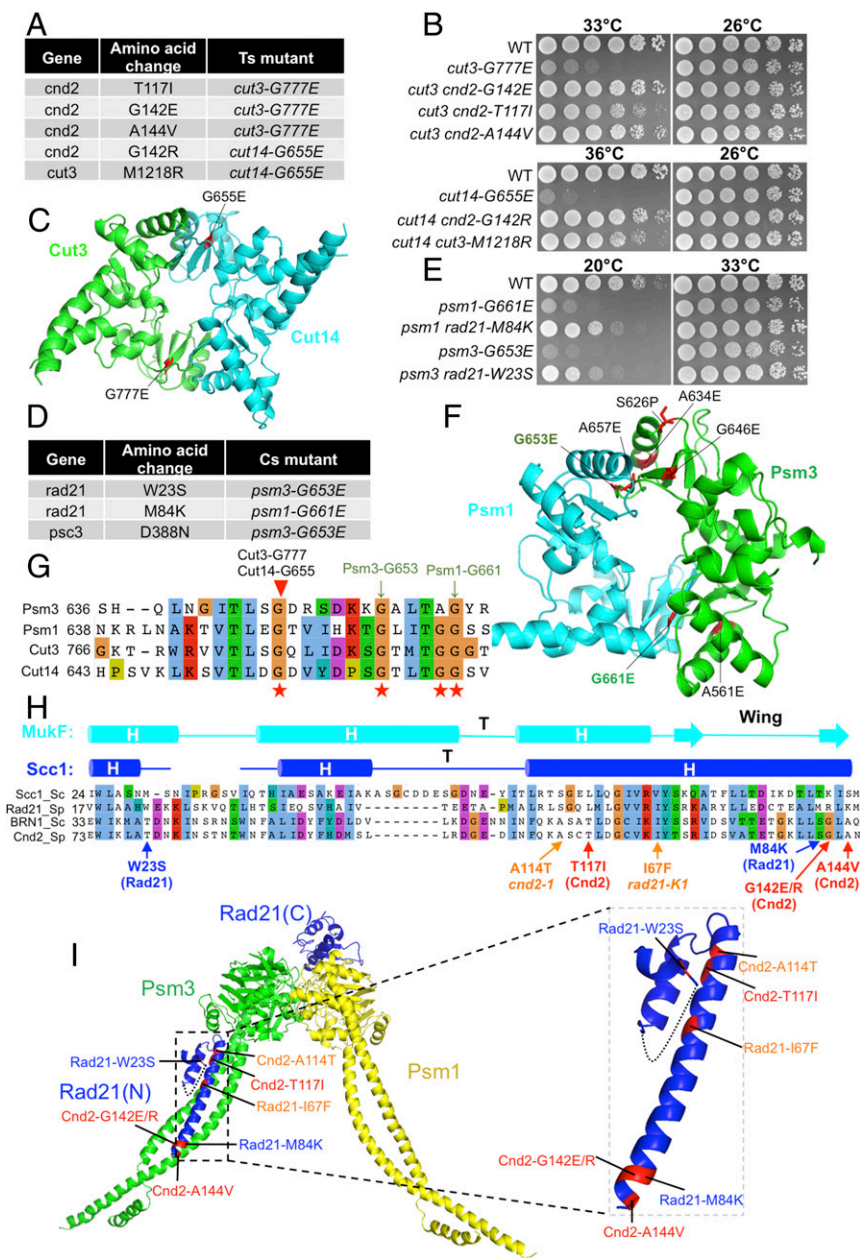 A
Gene Amino acid change Ts mutant
cnd2 T117I cut3-G777E
cnd2 G142E cut3-G777E
cnd2 A144V cut3-G777E
cnd2 G142R cut14-G655E
cut3 M1218R cut14-G655E
B
33°C 26°C
WT
cut3-G777E
cut3 cnd2-G142E
cut3 cnd2-T117I
cut3 cnd2-A144V
36°C 26°C
WT
cut14-G655E
cut14 cnd2-G142R
cut14 cut3-M1218R
C
G655E
Cut3
Cut14
G777E
E
20°C 33°C
WT
psm1-G661E
psm1 rad21-M84K
psm3-G653E
psm3 rad21-W23S
D
Gene Amino acid change Cs mutant
rad21 W23S psm3-G653E
rad21 M84K psm1-G661E
psc3 D388N psm3-G653E
F
S626P A634E
A657E
G653E G646E
Psm3
Psm1
G661E
A561E
G
Cut3-G777
Cut14-G655
Psm3-G653 Psm1-G661
Psm3 636 SH--QLNGITLSGDRSDKKGALTAGYR
Psm1 638 NKRLNAKTVTLEGTVIHKTGLITGGSS
Cut3 766 GKT-RWRVVTLSGQLIDKSGTMTGGGT
Cut14 643 HPSVKLKSVTLSGDVYDPSGTLTGGSV
H
MukF: H H T H Wing
Scc1: H H T H
Scc1_Sc 24
Rad21_Sp 17
BRN1_Sc 33
Cnd2_Sp 73
W23S
(Rad21)
A114T
cnd2-1
T117I
(Cnd2)
I67F
rad21-K1
M84K
(Rad21)
G142E/R
(Cnd2)
A144V
(Cnd2)
I
Rad21(C)
Psm3
Rad21-W23S
Cnd2-A114T
Cnd2-T117I
Rad21(N)
Rad21-I67F
Psm1
Cnd2-G142E/R
Rad21-M84K
Cnd2-A144V
Rad21-W23S
Cnd2-A114T
Cnd2-T117I
Rad21-I67F
Cnd2-G142E/R
Rad21-M84K
Cnd2-A144V